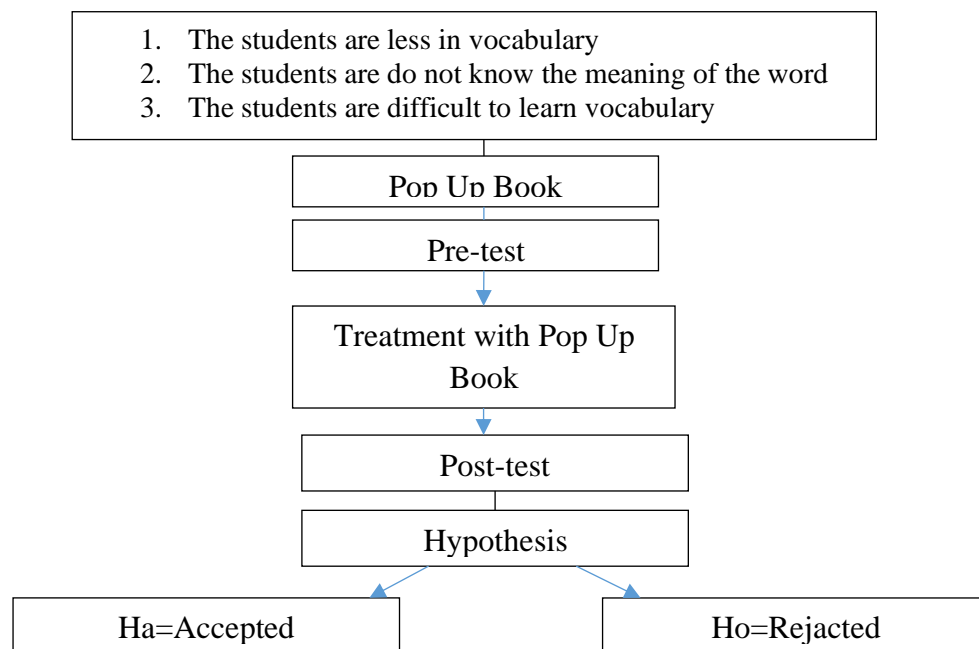 1. The students are less in vocabulary
2. The students are do not know the meaning of the word
3. The students are difficult to learn vocabulary
Pop Up Book
Pre-test
Treatment with Pop Up
Book
Post-test
Hypothesis
Ha=Accepted
Ho=Rejacted